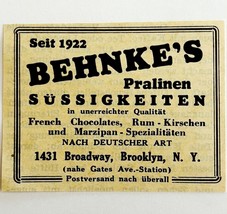 Seit 1922
BEHNKE'S
Pralinen
SÜSSIGKEITEN
in unerreichter Qualität
French Chocolates, Rum-Kirschen
und Marzipan-Spezialitäten
NACH DEUTSCHER ART
1431 Broadway, Brooklyn, N. Y.
(nahe Gates Ave.-Station)
Postversand nach überall